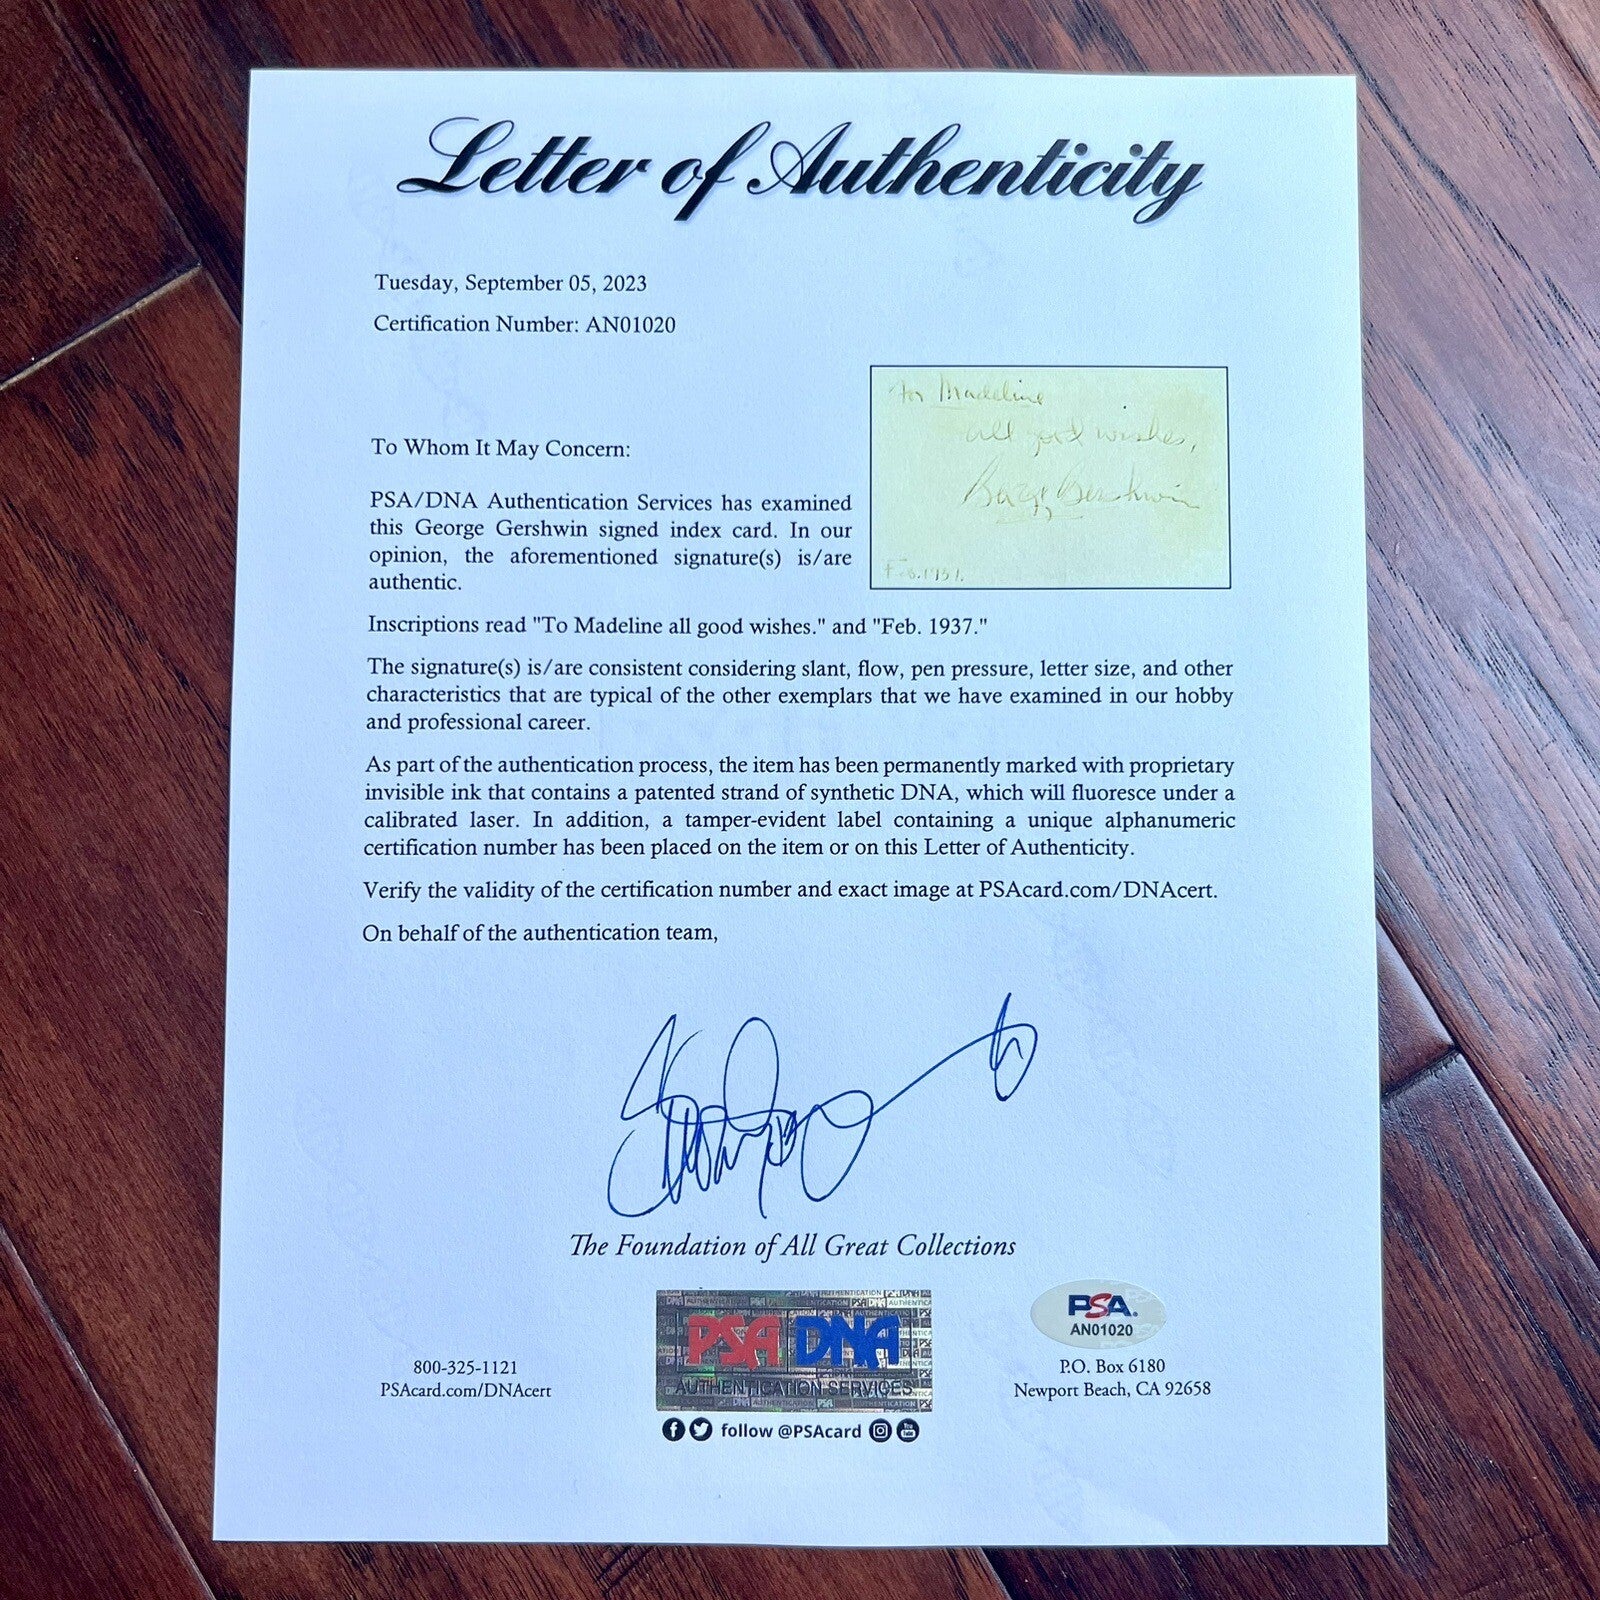 Letter of Authenticity
Tuesday, September 05, 2023
Certification Number: AN01020
For Madeline
all good wishes,
George Gershwin
Feb. 1937.
To Whom It May Concern:
PSA/DNA Authentication Services has examined
this George Gershwin signed index card. In our
opinion, the aforementioned signature(s) is/are
authentic.
Inscriptions read "To Madeline all good wishes." and "Feb. 1937."
The signature(s) is/are consistent considering slant, flow, pen pressure, letter size, and other
characteristics that are typical of the other exemplars that we have examined in our hobby
and professional career.
As part of the authentication process, the item has been permanently marked with proprietary
invisible ink that contains a patented strand of synthetic DNA, which will fluoresce under a
calibrated laser. In addition, a tamper-evident label containing a unique alphanumeric
certification number has been placed on the item or on this Letter of Authenticity.
Verify the validity of the certification number and exact image at PSAcard.com/DNAcert.
On behalf of the authentication team,
The Foundation of All Great Collections
800-325-1121
PSAcard.com/DNAcert
PSA DNA
AUTHENTICATION SERVICES
follow @PSAcard
PSA
AN01020
P.O. Box 6180
Newport Beach, CA 92658